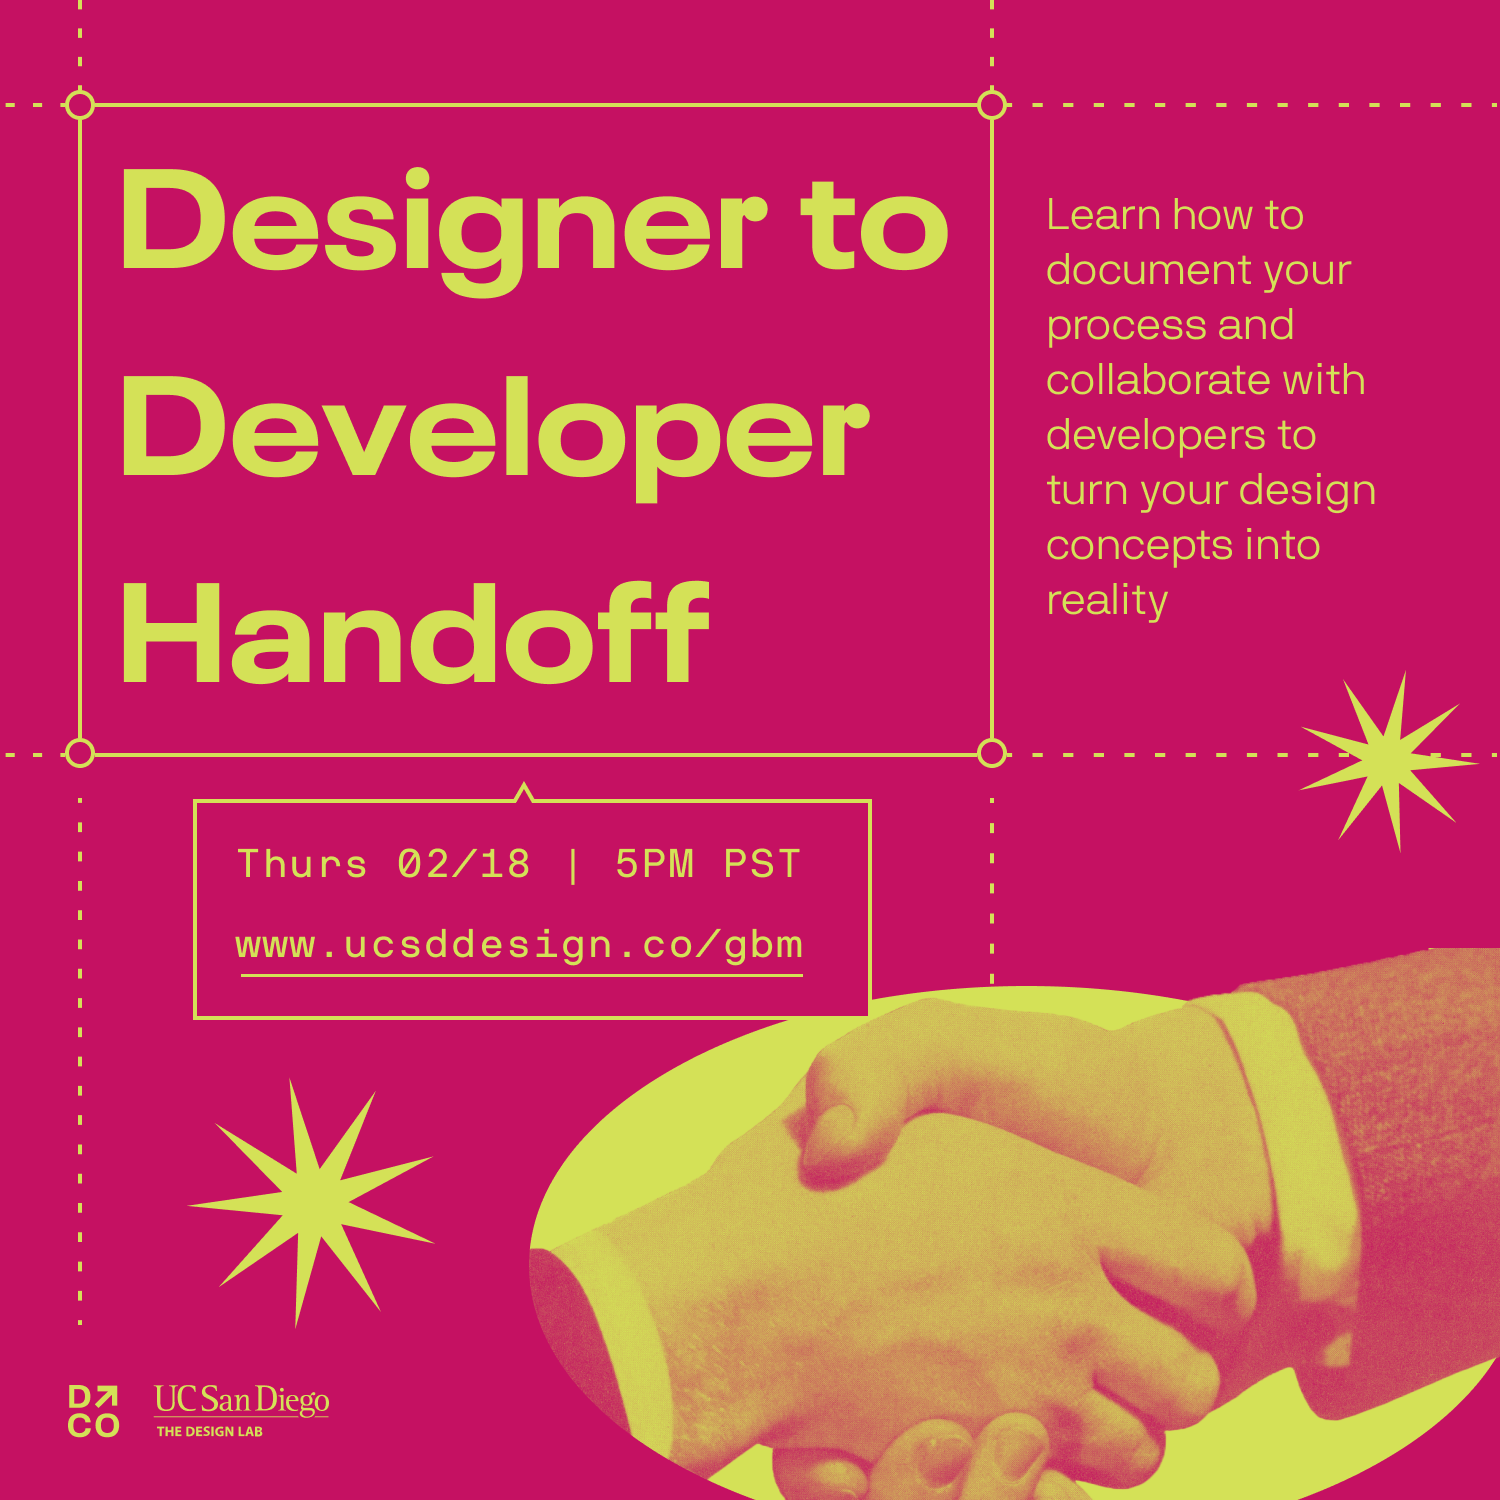 Designer to
Developer
Handoff
Learn how to
document your
process and
collaborate with
developers to
turn your design
concepts into
reality
Thurs 02/18 | 5PM PST
www.ucsddesign.co/gbm
D↗
CO
UC San Diego
THE DESIGN LAB